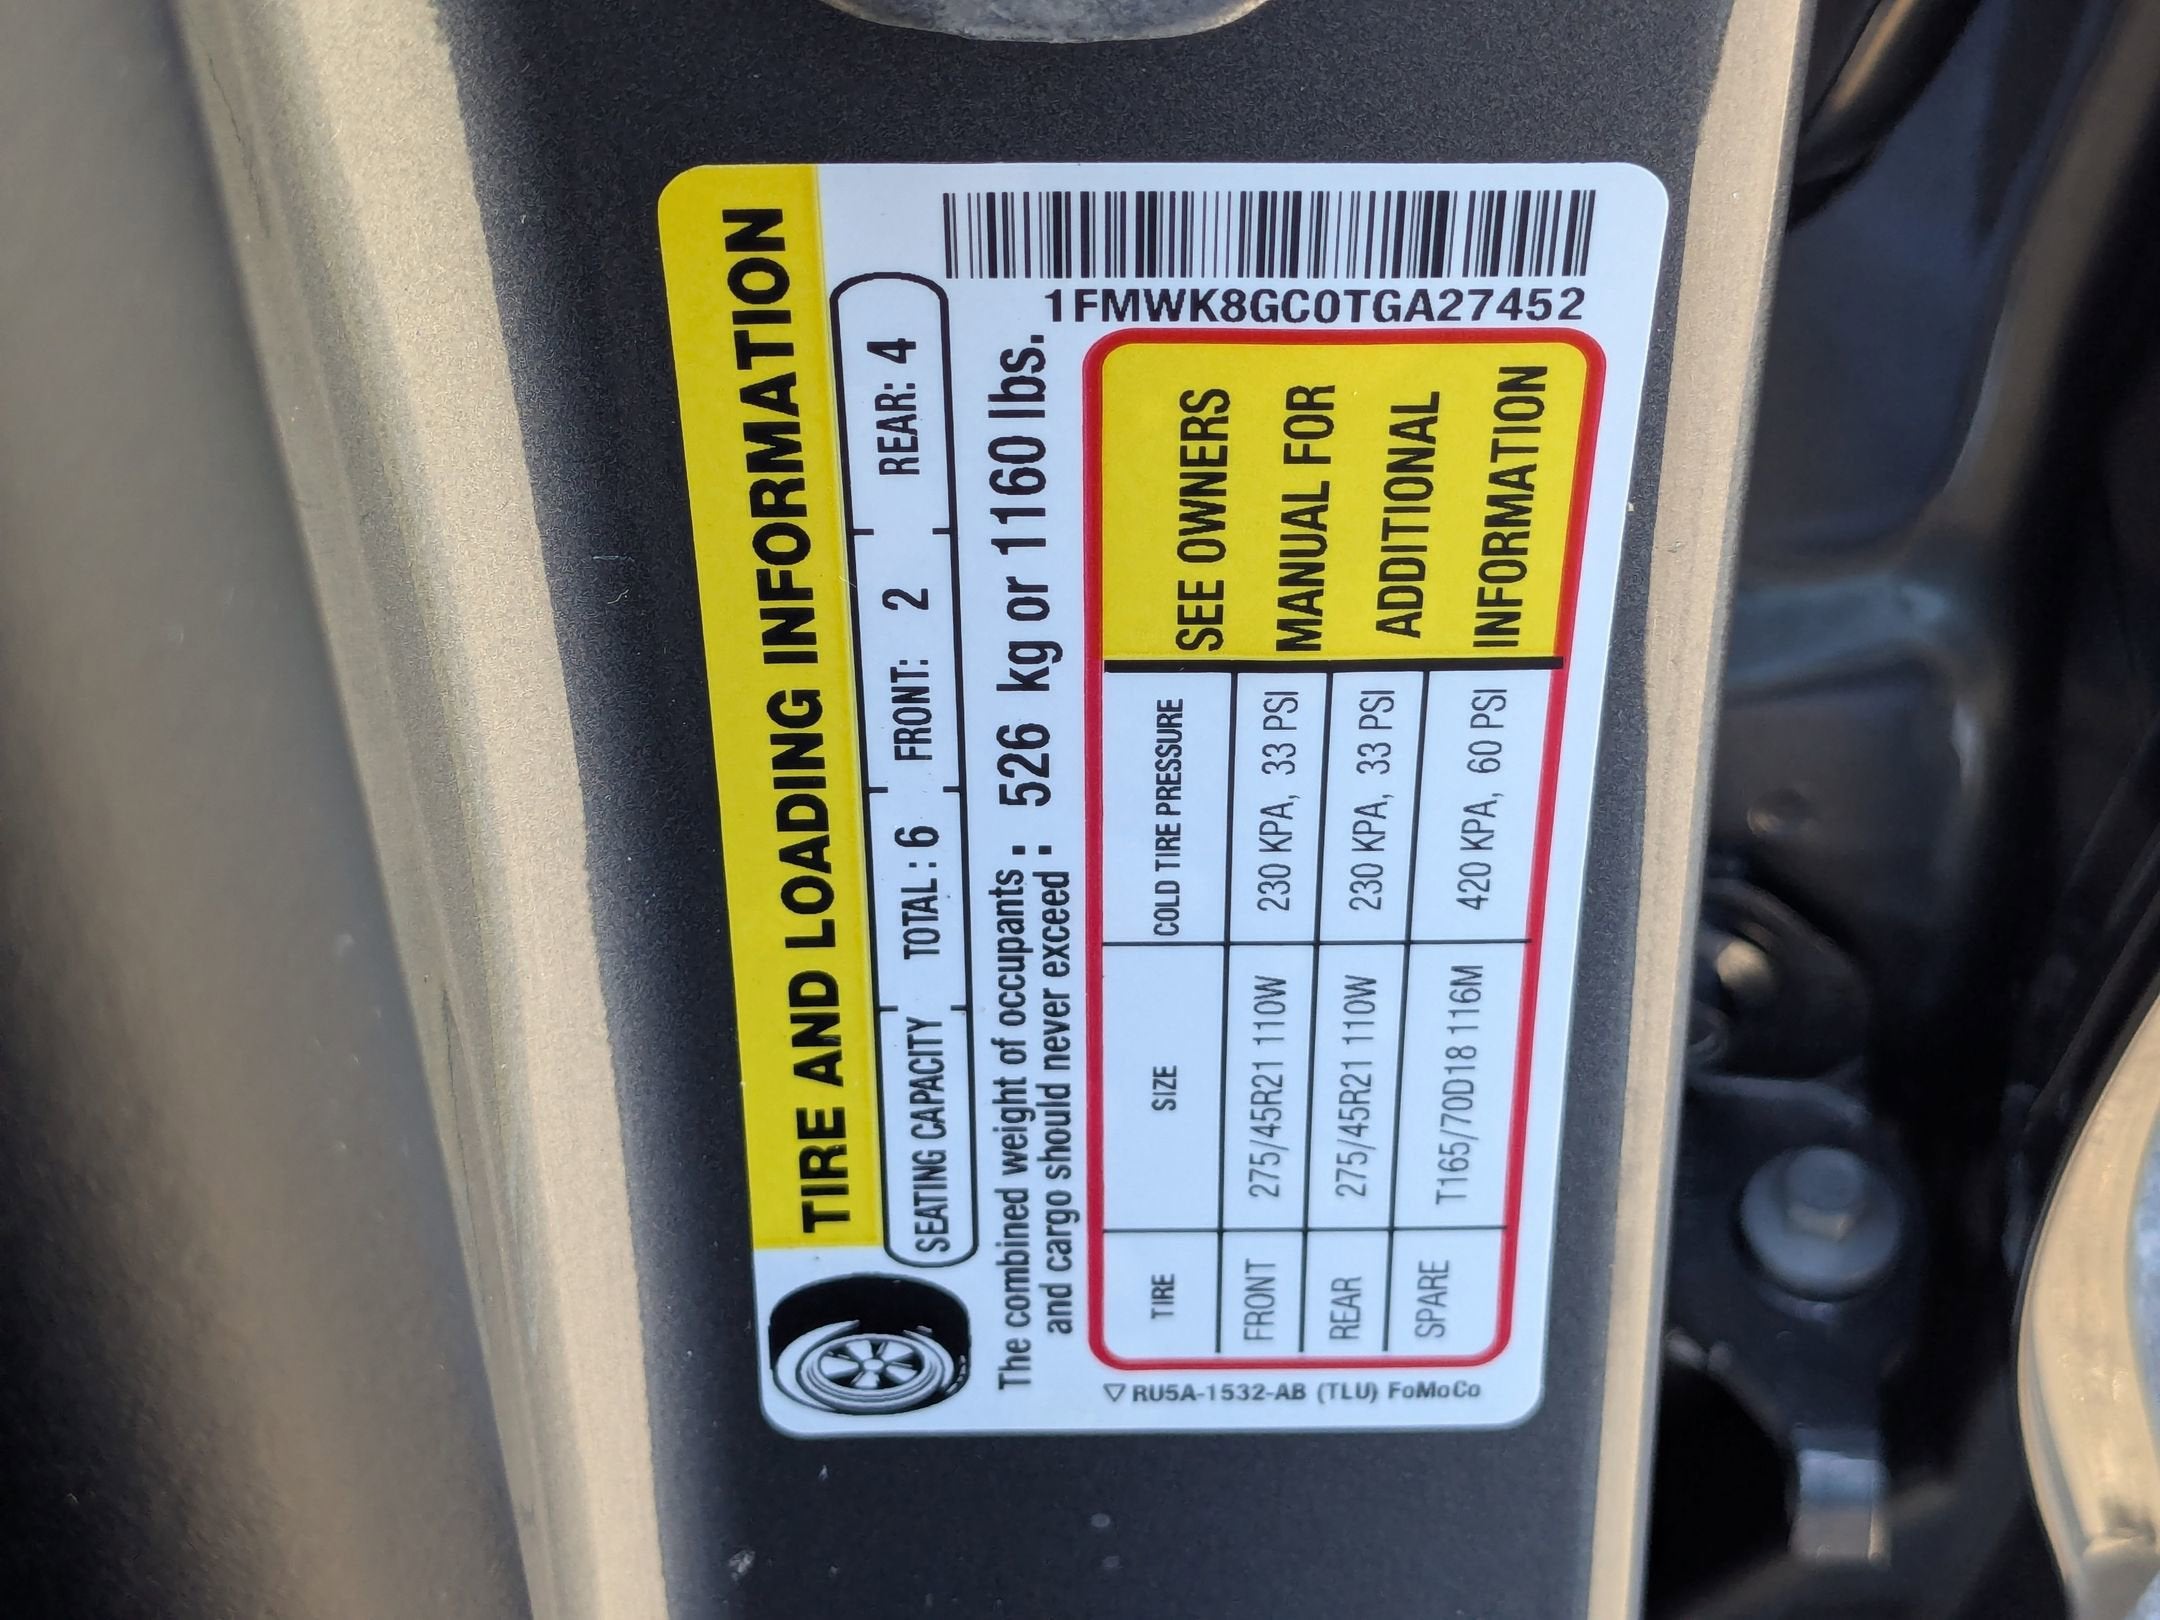 TIRE AND LOADING INFORMATION
SEATING CAPACITY TOTAL : 6 FRONT: 2 REAR: 4
The combined weight of occupants :
and cargo should never exceed : 526 kg or 1160 lbs.
1FMWK8GC0TGA27452
TIRE SIZE COLD TIRE PRESSURE
FRONT 275/45R21 110W 230 KPA, 33 PSI
REAR 275/45R21 110W 230 KPA, 33 PSI
SPARE T165/70D18 116M 420 KPA, 60 PSI
SEE OWNERS
MANUAL FOR
ADDITIONAL
INFORMATION
▽ RU5A-1532-AB (TLU) FoMoCo